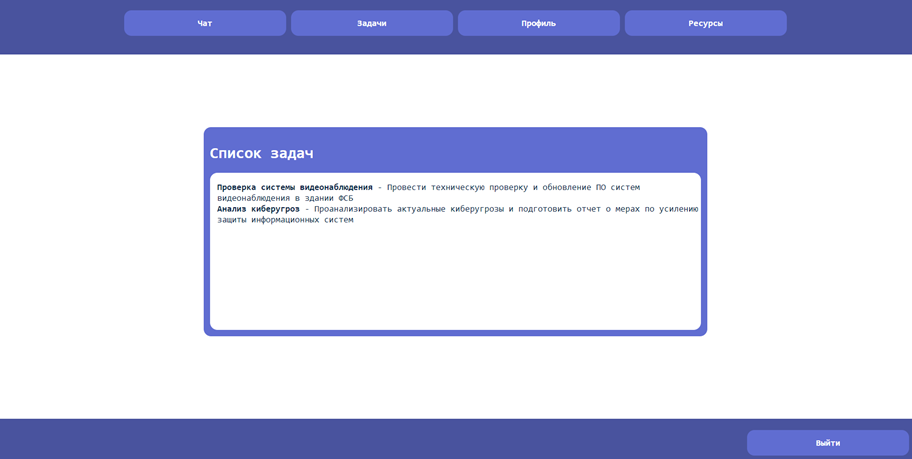 Чат
Задачи
Профиль
Ресурсы
Список задач
Проверка системы видеонаблюдения - Провести техническую проверку и обновление ПО систем
видеонаблюдения в здании ФСБ
Анализ киберугроз - Проанализировать актуальные киберугрозы и подготовить отчет о мерах по усилению
защиты информационных систем
Выйти